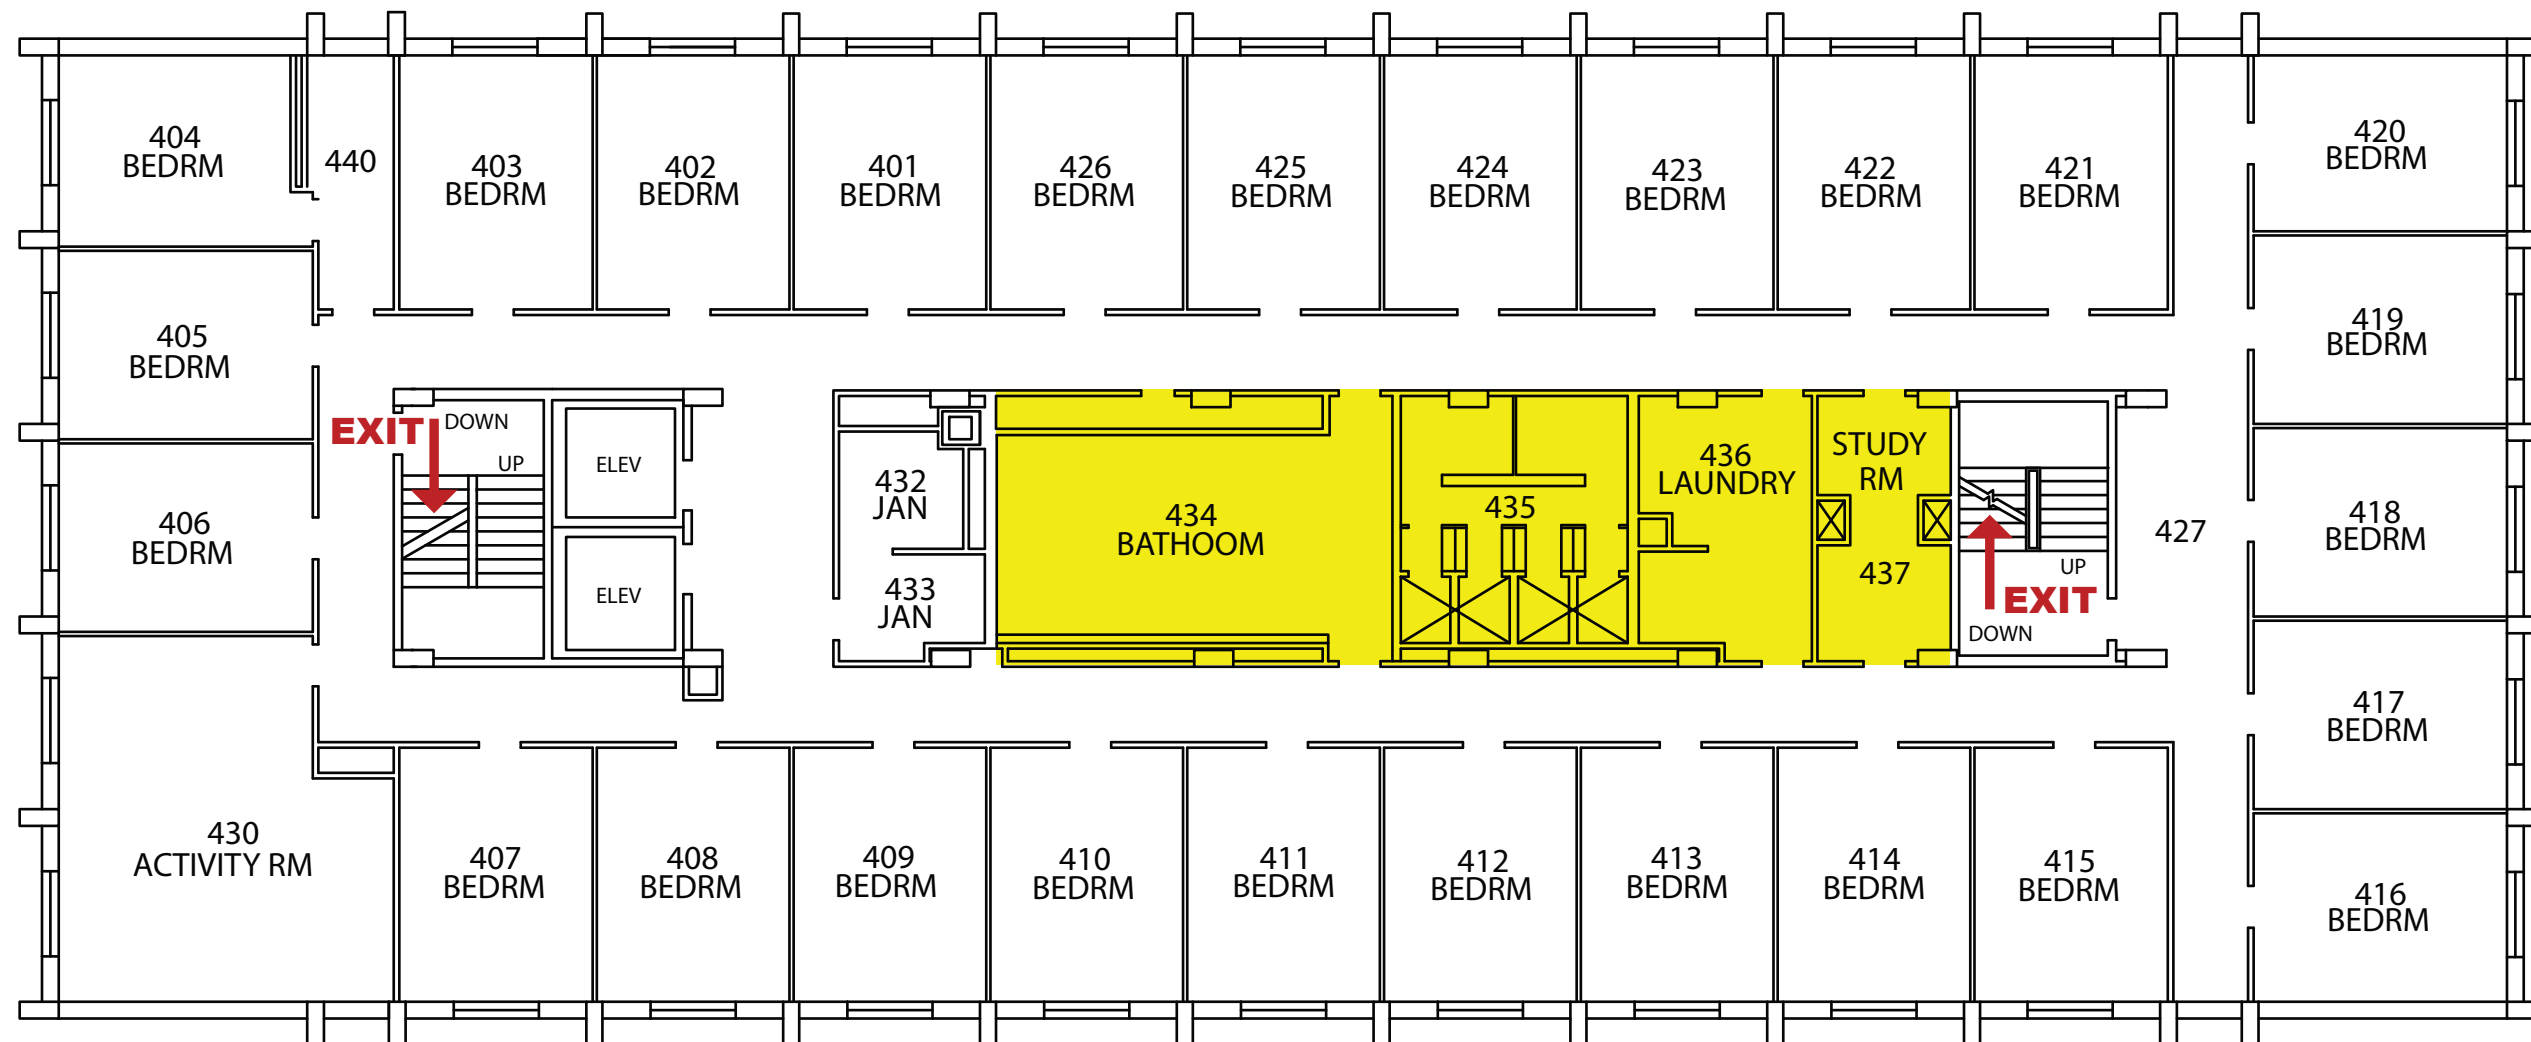 404
BEDRM
440
403
BEDRM
402
BEDRM
401
BEDRM
426
BEDRM
425
BEDRM
424
BEDRM
423
BEDRM
422
BEDRM
421
BEDRM
420
BEDRM
405
BEDRM
419
BEDRM
EXIT
DOWN
UP
ELEV
ELEV
432
JAN
433
JAN
434
BATHOOM
435
436
LAUNDRY
STUDY
RM
437
UP
EXIT
DOWN
427
406
BEDRM
418
BEDRM
417
BEDRM
430
ACTIVITY RM
407
BEDRM
408
BEDRM
409
BEDRM
410
BEDRM
411
BEDRM
412
BEDRM
413
BEDRM
414
BEDRM
415
BEDRM
416
BEDRM